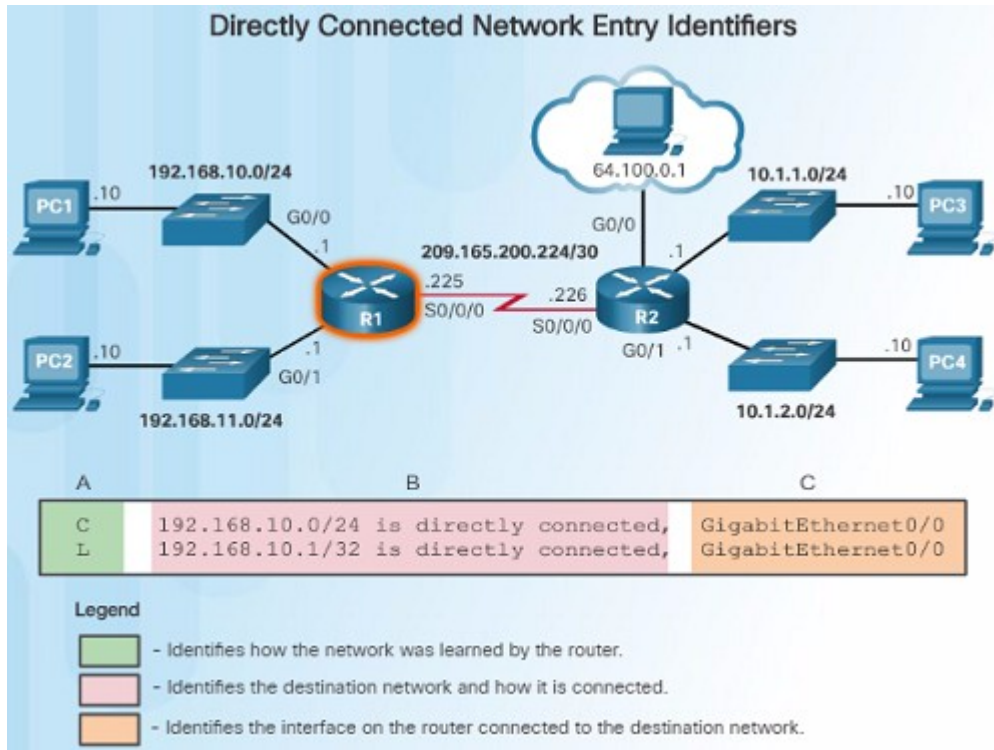 Directly Connected Network Entry Identifiers
64.100.0.1
192.168.10.0/24
10.1.1.0/24
PC1
.10
G0/0
G0/0
.10
PC3
.1
209.165.200.224/30
.1
.225
.226
R1
S0/0/0
S0/0/0
R2
PC2
.10
.1
G0/1
G0/1
.1
.10
PC4
192.168.11.0/24
10.1.2.0/24
A B C
C 192.168.10.0/24 is directly connected, GigabitEthernet0/0
L 192.168.10.1/32 is directly connected, GigabitEthernet0/0
Legend
- Identifies how the network was learned by the router.
- Identifies the destination network and how it is connected.
- Identifies the interface on the router connected to the destination network.